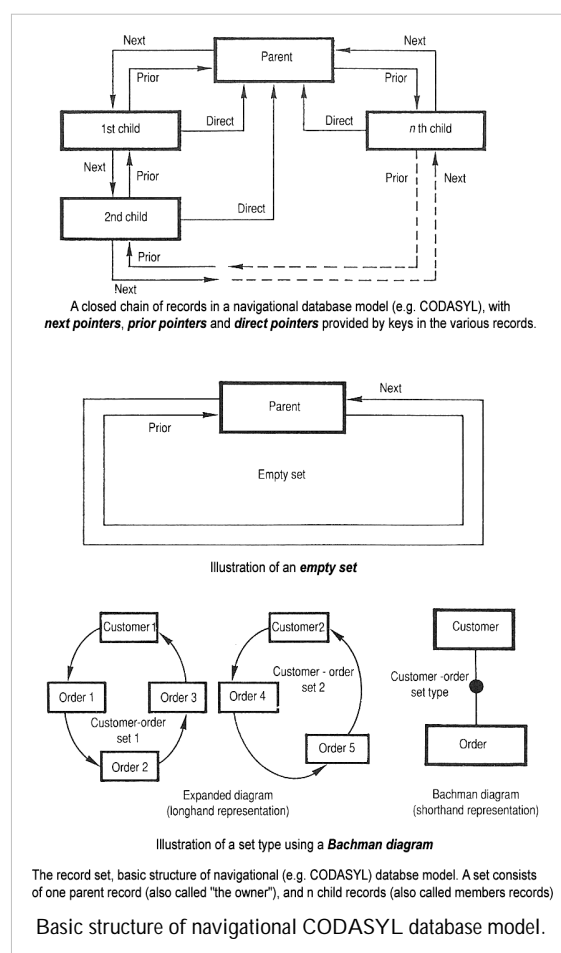 Next
Parent
Next
Prior
Prior
1st child
Direct
Direct
n th child
Next
Prior
Prior
Next
2nd child
Direct
Prior
Next
A closed chain of records in a navigational database model (e.g. CODASYL), with
next pointers, prior pointers and direct pointers provided by keys in the various records.
Next
Parent
Prior
Empty set
Illustration of an empty set
Customer 1
Customer2
Customer
Order 1
Order 3
Order 4
Customer - order
set 2
Customer -order
set type
Customer-order
set 1
Order 2
Order 5
Order
Expanded diagram
(longhand representation)
Bachman diagram
(shorthand representation)
Illustration of a set type using a Bachman diagram
The record set, basic structure of navigational (e.g. CODASYL) databse model. A set consists
of one parent record (also called "the owner"), and n child records (also called members records)
Basic structure of navigational CODASYL database model.